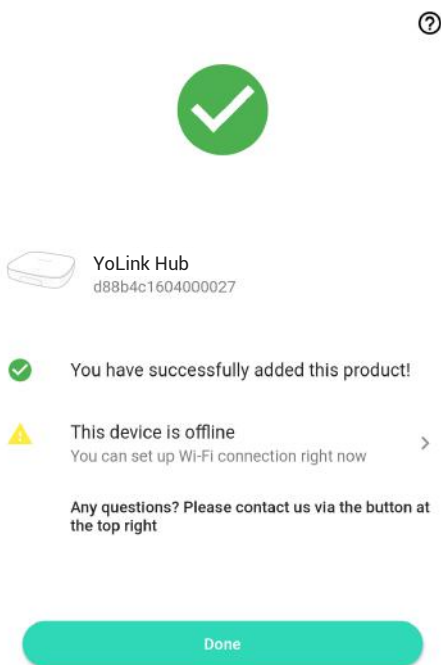 YoLink Hub
d88b4c1604000027
You have successfully added this product!
This device is offline
You can set up Wi-Fi connection right now
Any questions? Please contact us via the button at
the top right
Done